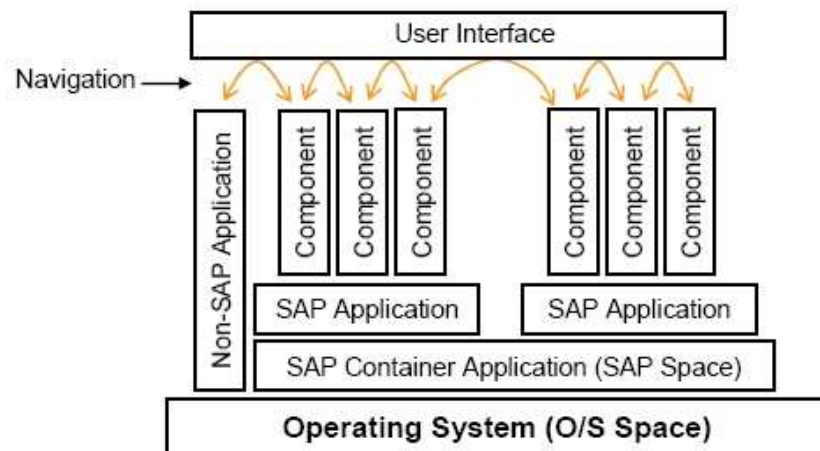 User Interface
Navigation
Non-SAP Application
Component
Component
Component
Component
Component
Component
SAP Application
SAP Application
SAP Container Application (SAP Space)
Operating System (O/S Space)